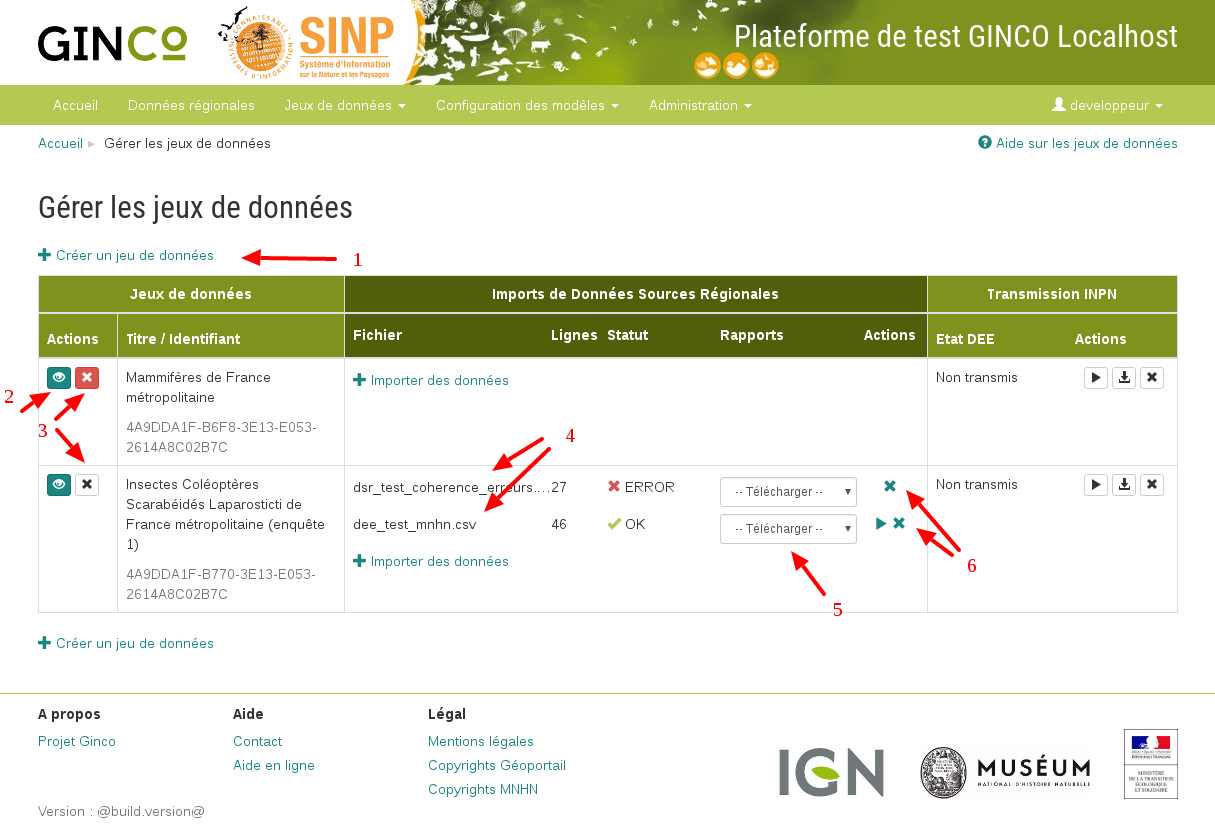 GINCO
CONNAISSANCE
SYSTÈMES D'INFORMATION
SINP
Système d'Information
sur la Nature et les Paysages
Plateforme de test GINCO Localhost
Accueil Données régionales Jeux de données Configuration des modèles Administration developpeur
Accueil ▸ Gérer les jeux de données Aide sur les jeux de données
Gérer les jeux de données
Créer un jeu de données 1
Jeux de données Imports de Données Sources Régionales Transmission INPN
Actions Titre / Identifiant Fichier Lignes Statut Rapports Actions Etat DEE Actions
2
3
Mammifères de France
métropolitaine
4A9DDA1F-B6F8-3E13-E053-
2614A8C02B7C
Importer des données
Non transmis
4
Insectes Coléoptères
Scarabéidés Laparosticti de
France métropolitaine (enquête
1)
4A9DDA1F-B770-3E13-E053-
2614A8C02B7C
dsr_test_coherence_erreurs.... 27 ERROR -- Télécharger --
dee_test_mnhn.csv 46 OK -- Télécharger --
Importer des données
Non transmis
6
5
Créer un jeu de données
A propos
Projet Ginco
Aide
Contact
Aide en ligne
Légal
Mentions légales
Copyrights Géoportail
Copyrights MNHN
IGN
MUSÉUM
NATIONAL D'HISTOIRE NATURELLE
RÉPUBLIQUE FRANÇAISE
MINISTÈRE
DE LA TRANSITION
ÉCOLOGIQUE
ET SOLIDAIRE
Version : @build.version@